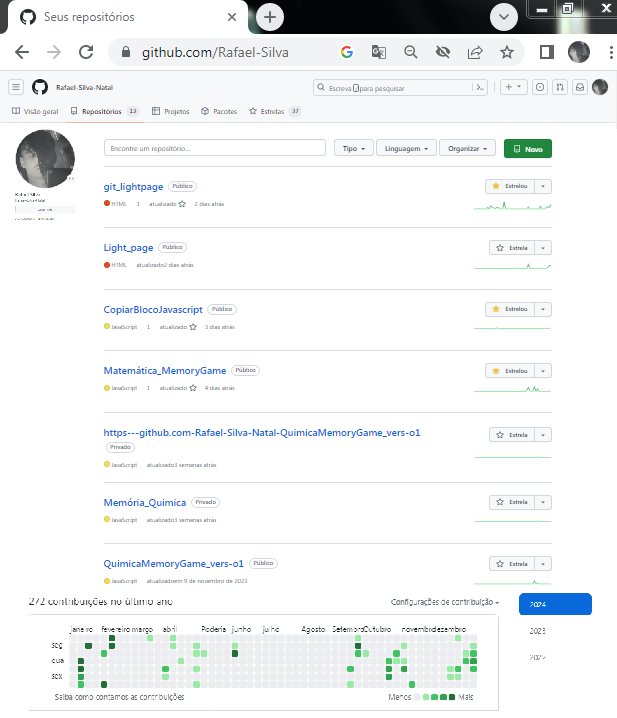 Seus repositórios
github.com/Rafael-Silva
Rafael-Silva-Natal
Escreva / para pesquisar
Visão geral Repositórios 13 Projetos Pacotes Estrelas 37
Encontre um repositório...
Tipo Linguagem Organizar Novo
Rafael Silva
git_lightpage Público Estrelou
HTML 1 atualizado 2 dias atrás
Light_page Público Estrela
HTML atualizado2 dias atrás
CopiarBlocoJavascript Público Estrelou
JavaScript 1 atualizado 3 dias atrás
Matemática_MemoryGame Público Estrelou
JavaScript 1 atualizado 4 dias atrás
https---github.com-Rafael-Silva-Natal-QuimicaMemoryGame_vers-o1 Estrela
Privado
JavaScript atualizado3 semanas atrás
Memória_Quimica Privado Estrela
JavaScript atualizado3 semanas atrás
QuimicaMemoryGame_vers-o1 Público Estrela
JavaScript atualizadoem 9 de novembro de 2023
272 contribuições no último ano Configurações de contribuição
2024
2023
2022
janeiro fevereiro março abril Poderia junho julho Agosto Setembro Outubro novembro dezembro
seg
qua
sex
Saiba como contamos as contribuições Menos Mais